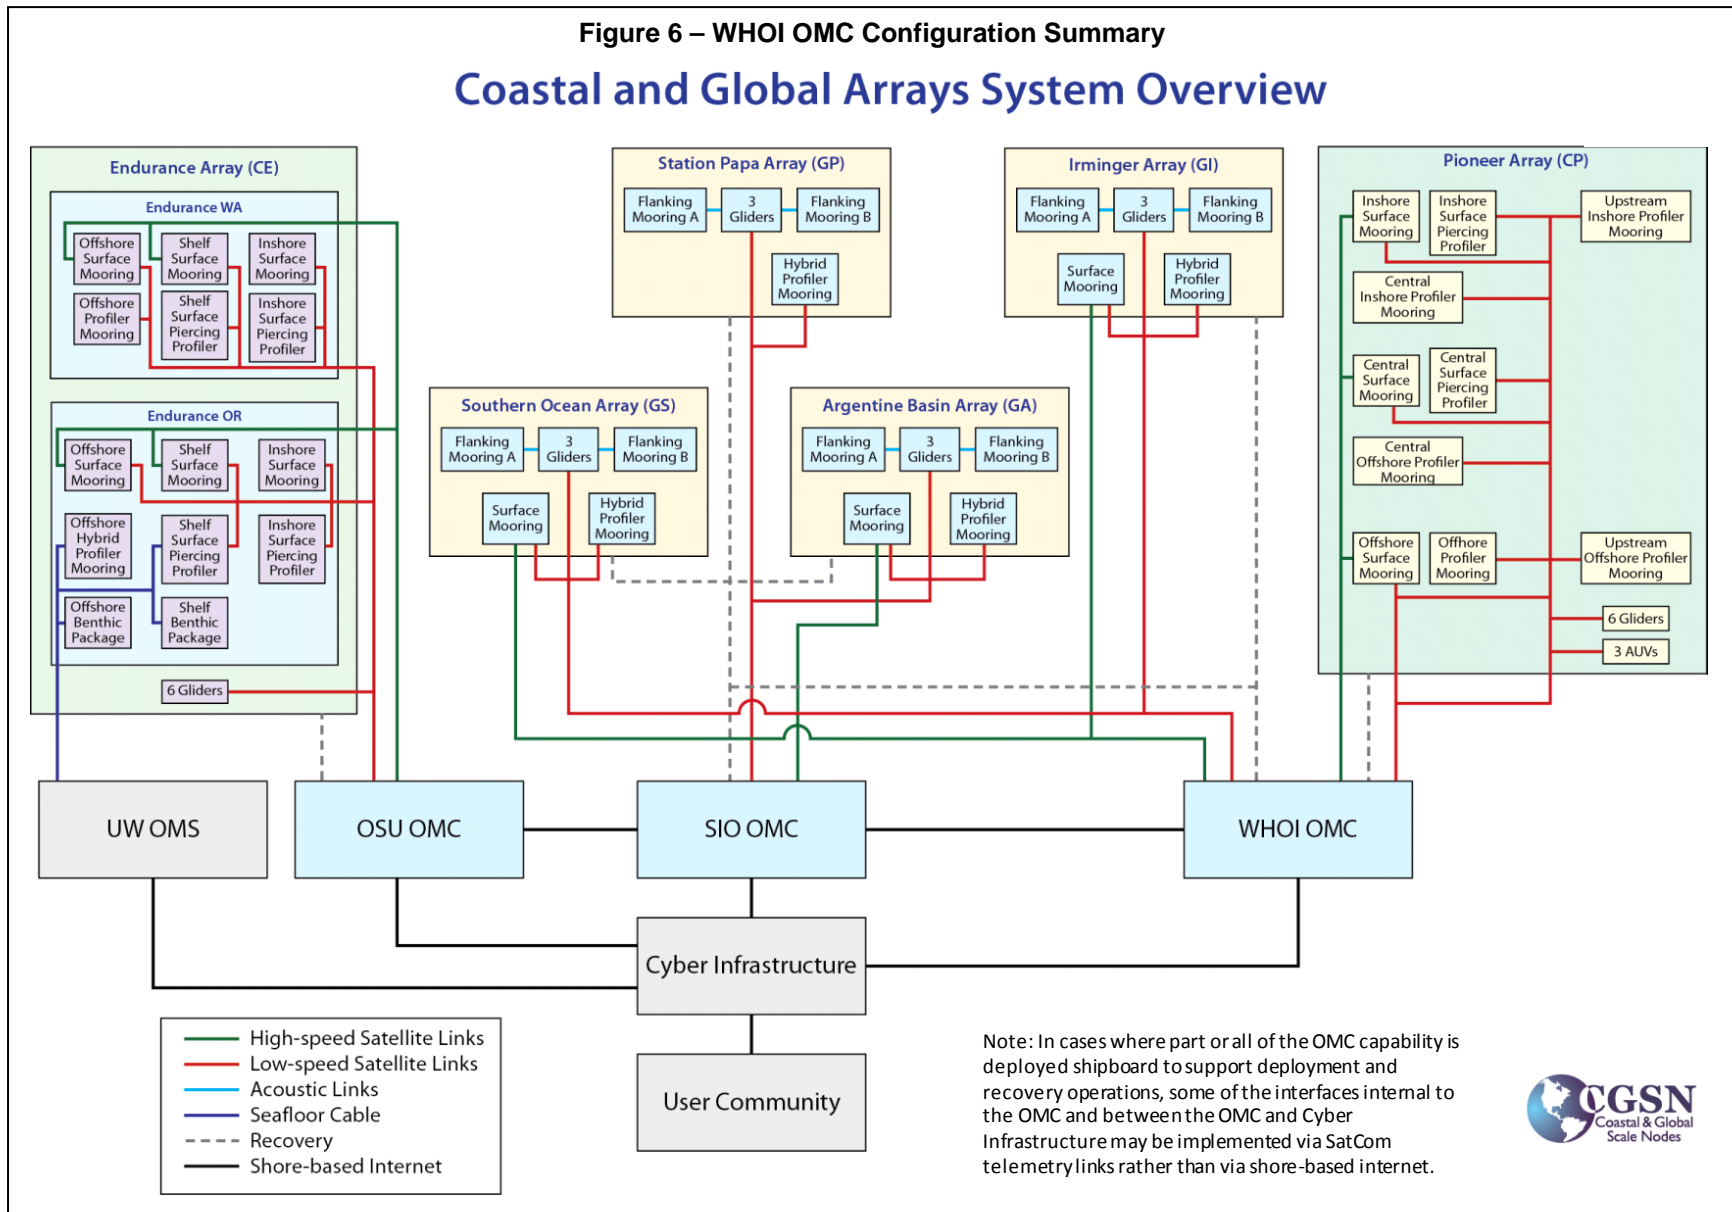 Figure 6 – WHOI OMC Configuration Summary
Coastal and Global Arrays System Overview
Endurance Array (CE)
Endurance WA
Offshore
Surface
Mooring
Shelf
Surface
Mooring
Inshore
Surface
Mooring
Offshore
Profiler
Mooring
Shelf
Surface
Piercing
Profiler
Inshore
Surface
Piercing
Profiler
Endurance OR
Offshore
Surface
Mooring
Shelf
Surface
Mooring
Inshore
Surface
Mooring
Offshore
Hybrid
Profiler
Mooring
Shelf
Surface
Piercing
Profiler
Inshore
Surface
Piercing
Profiler
Offshore
Benthic
Package
Shelf
Benthic
Package
6 Gliders
Station Papa Array (GP)
Flanking
Mooring A
3
Gliders
Flanking
Mooring B
Hybrid
Profiler
Mooring
Irminger Array (GI)
Flanking
Mooring A
3
Gliders
Flanking
Mooring B
Surface
Mooring
Hybrid
Profiler
Mooring
Southern Ocean Array (GS)
Flanking
Mooring A
3
Gliders
Flanking
Mooring B
Surface
Mooring
Hybrid
Profiler
Mooring
Argentine Basin Array (GA)
Flanking
Mooring A
3
Gliders
Flanking
Mooring B
Surface
Mooring
Hybrid
Profiler
Mooring
Pioneer Array (CP)
Inshore
Surface
Mooring
Inshore
Surface
Piercing
Profiler
Upstream
Inshore Profiler
Mooring
Central
Inshore Profiler
Mooring
Central
Surface
Mooring
Central
Surface
Piercing
Profiler
Central
Offshore Profiler
Mooring
Offshore
Surface
Mooring
Offhore
Profiler
Mooring
Upstream
Offshore Profiler
Mooring
6 Gliders
3 AUVs
UW OMS
OSU OMC
SIO OMC
WHOI OMC
Cyber Infrastructure
User Community
High-speed Satellite Links
Low-speed Satellite Links
Acoustic Links
Seafloor Cable
Recovery
Shore-based Internet
Note: In cases where part or all of the OMC capability is
deployed shipboard to support deployment and
recovery operations, some of the interfaces internal to
the OMC and between the OMC and Cyber
Infrastructure may be implemented via SatCom
telemetry links rather than via shore-based internet.
CGSN
Coastal & Global
Scale Nodes